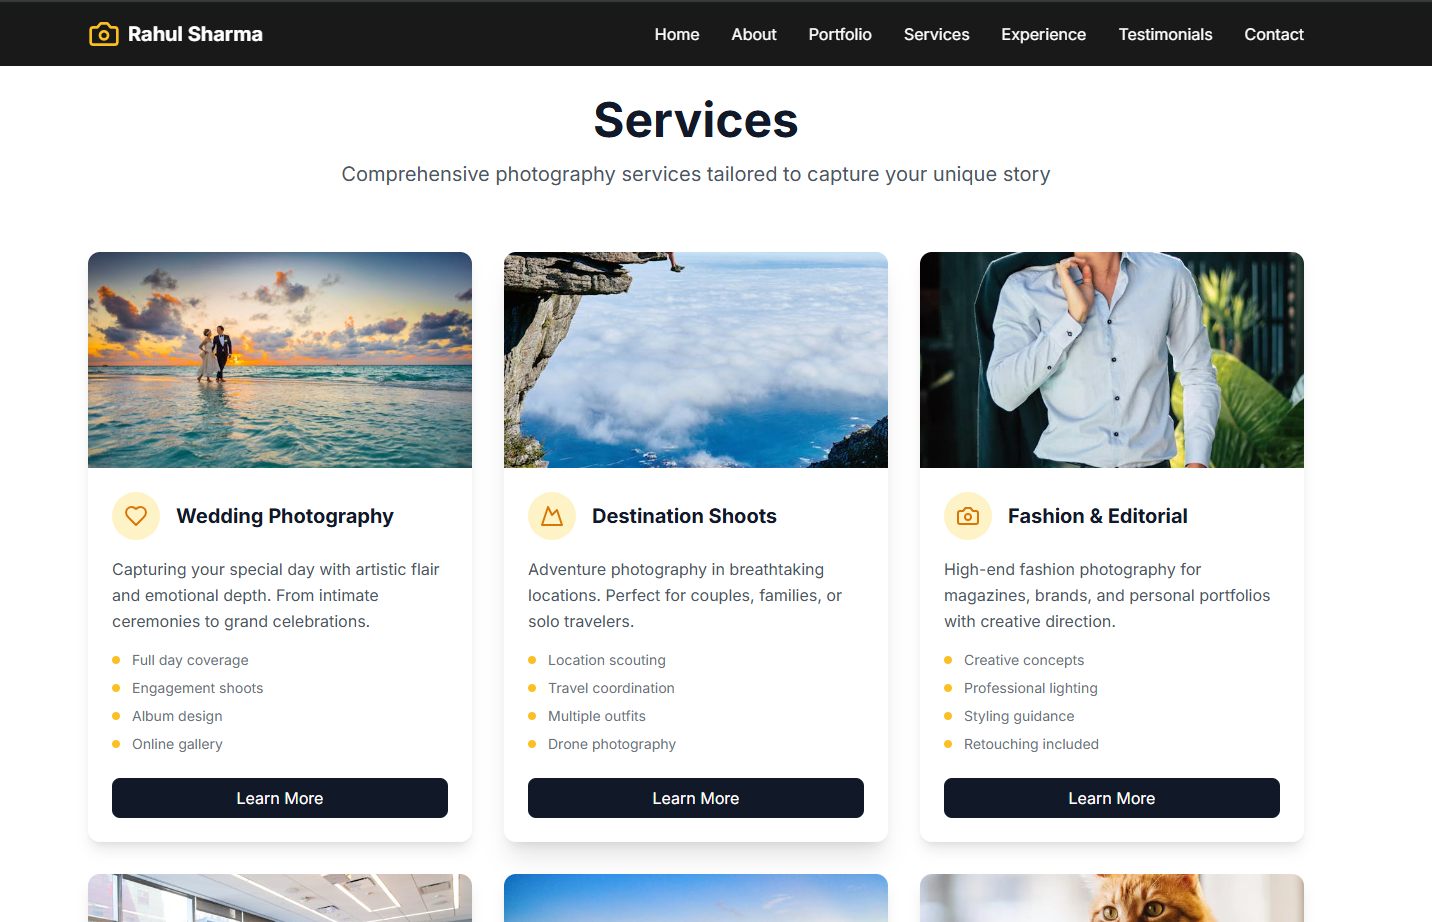 Rahul Sharma
Home
About
Portfolio
Services
Experience
Testimonials
Contact
Services
Comprehensive photography services tailored to capture your unique story
Wedding Photography
Capturing your special day with artistic flair
and emotional depth. From intimate
ceremonies to grand celebrations.
Full day coverage
Engagement shoots
Album design
Online gallery
Learn More
Destination Shoots
Adventure photography in breathtaking
locations. Perfect for couples, families, or
solo travelers.
Location scouting
Travel coordination
Multiple outfits
Drone photography
Learn More
Fashion & Editorial
High-end fashion photography for
magazines, brands, and personal portfolios
with creative direction.
Creative concepts
Professional lighting
Styling guidance
Retouching included
Learn More